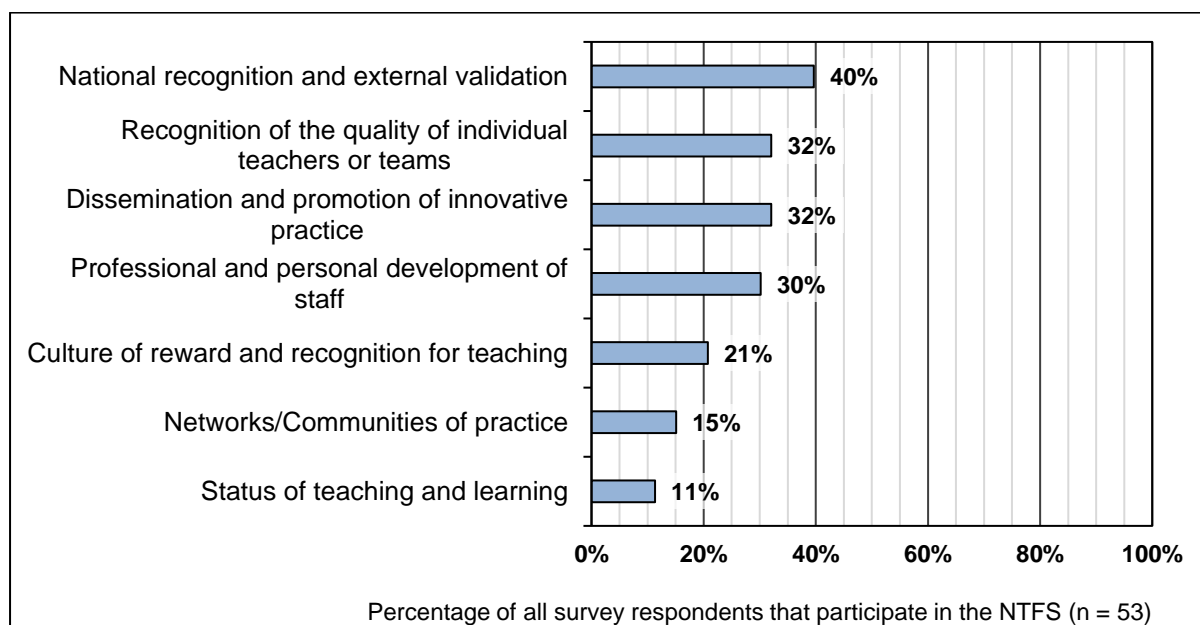 National recognition and external validation
40%
Recognition of the quality of individual
teachers or teams
32%
Dissemination and promotion of innovative
practice
32%
Professional and personal development of
staff
30%
Culture of reward and recognition for teaching
21%
Networks/Communities of practice
15%
Status of teaching and learning
11%
0% 20% 40% 60% 80% 100%
Percentage of all survey respondents that participate in the NTFS (n = 53)